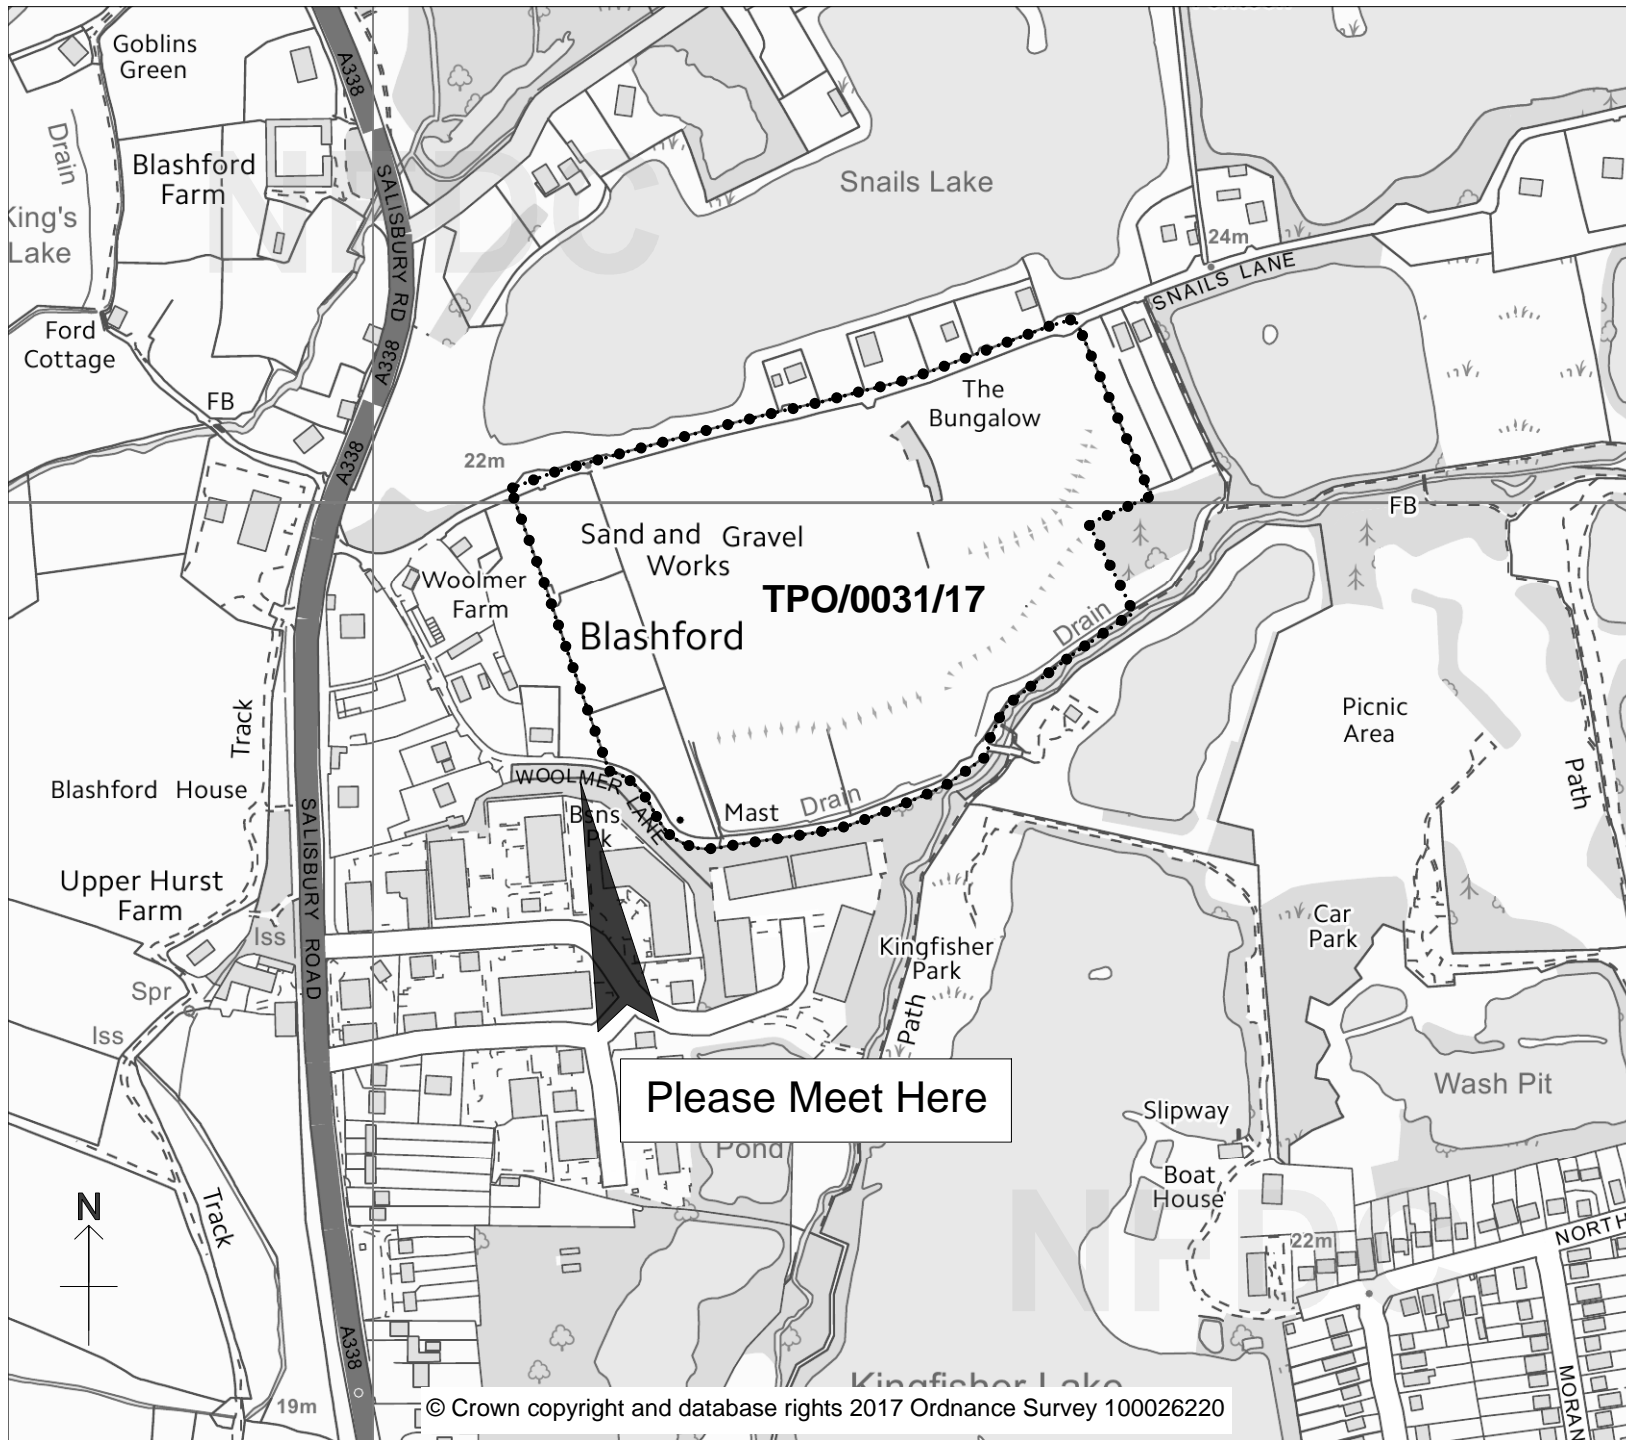 Goblins
Green
A338
Drain
Blashford
Farm
SALISBURY RD
NFDC
Snails Lake
King's
Lake
24m
SNAILS LANE
Ford
Cottage
A338
FB
The
Bungalow
A338
22m
FB
Sand and Gravel
Works
Woolmer
Farm
TPO/0031/17
Blashford
Drain
Track
Picnic
Area
Path
Blashford House
WOOLMER LANE
Bsns
Pk
Mast
Drain
SALISBURY ROAD
Upper Hurst
Farm
Iss
Car
Park
Kingfisher
Park
Spr
Path
Iss
Please Meet Here
Wash Pit
Slipway
Pond
Boat
House
N
Track
NFDC
22m
NORTH
A338
MORAN
Kingfisher Lake
19m
© Crown copyright and database rights 2017 Ordnance Survey 100026220